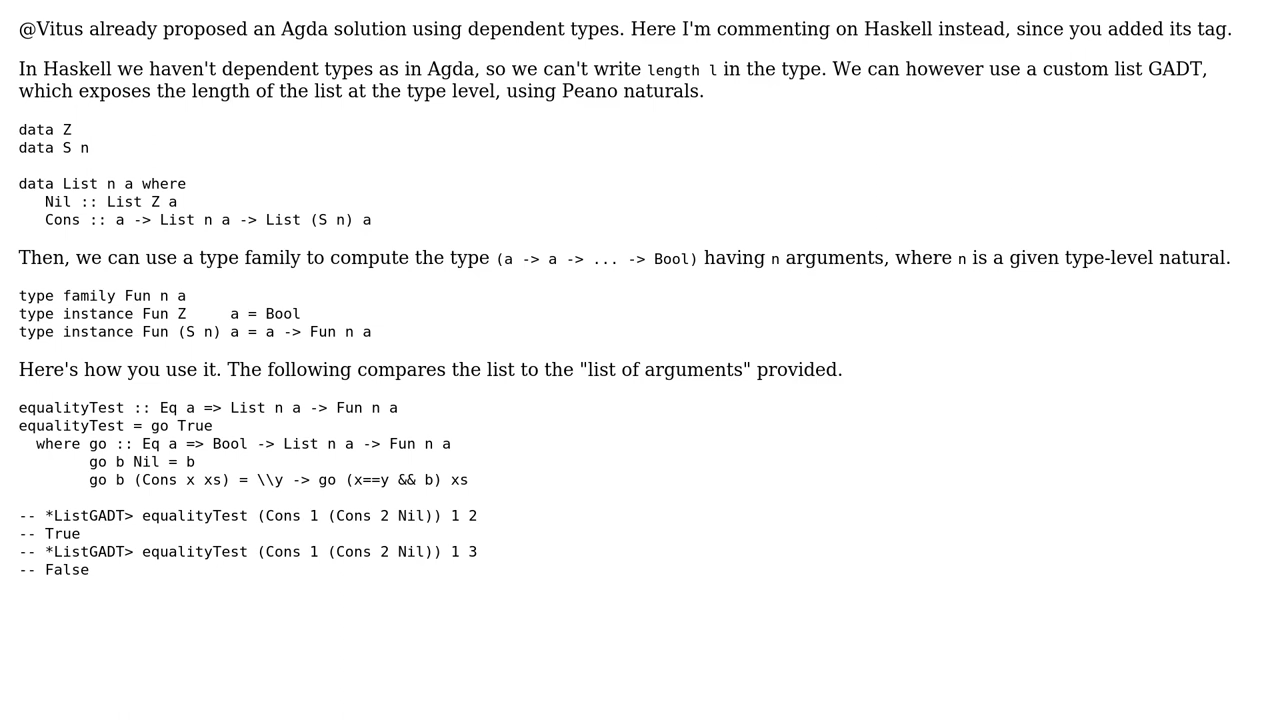 @Vitus already proposed an Agda solution using dependent types. Here I'm commenting on Haskell instead, since you added its tag.
In Haskell we haven't dependent types as in Agda, so we can't write length l in the type. We can however use a custom list GADT,
which exposes the length of the list at the type level, using Peano naturals.
data Z
data S n
data List n a where
   Nil :: List Z a
   Cons :: a -> List n a -> List (S n) a
Then, we can use a type family to compute the type (a -> a -> ... -> Bool) having n arguments, where n is a given type-level natural.
type family Fun n a
type instance Fun Z     a = Bool
type instance Fun (S n) a = a -> Fun n a
Here's how you use it. The following compares the list to the "list of arguments" provided.
equalityTest :: Eq a => List n a -> Fun n a
equalityTest = go True
  where go :: Eq a => Bool -> List n a -> Fun n a
        go b Nil = b
        go b (Cons x xs) = \\y -> go (x==y && b) xs
-- *ListGADT> equalityTest (Cons 1 (Cons 2 Nil)) 1 2
-- True
-- *ListGADT> equalityTest (Cons 1 (Cons 2 Nil)) 1 3
-- False